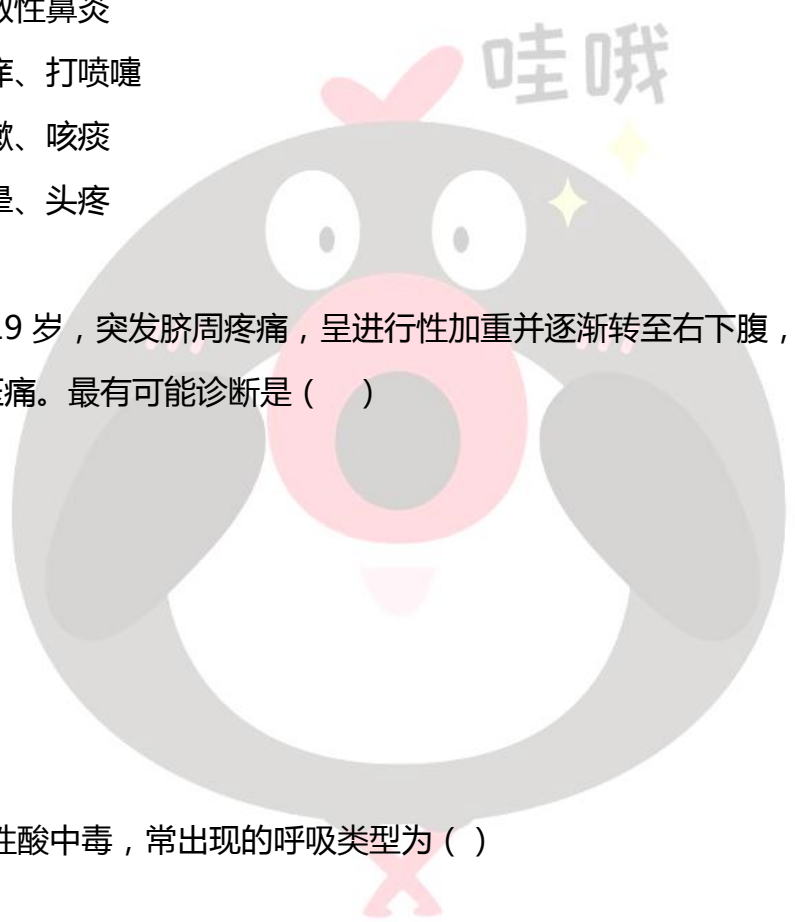 哇哦
敏性鼻炎
痒、打喷嚏
嗽、咳痰
晕、头疼
19 岁，突发脐周疼痛，呈进行性加重并逐渐转至右下腹，
压痛。最有可能诊断是（ ）
性酸中毒，常出现的呼吸类型为（ ）